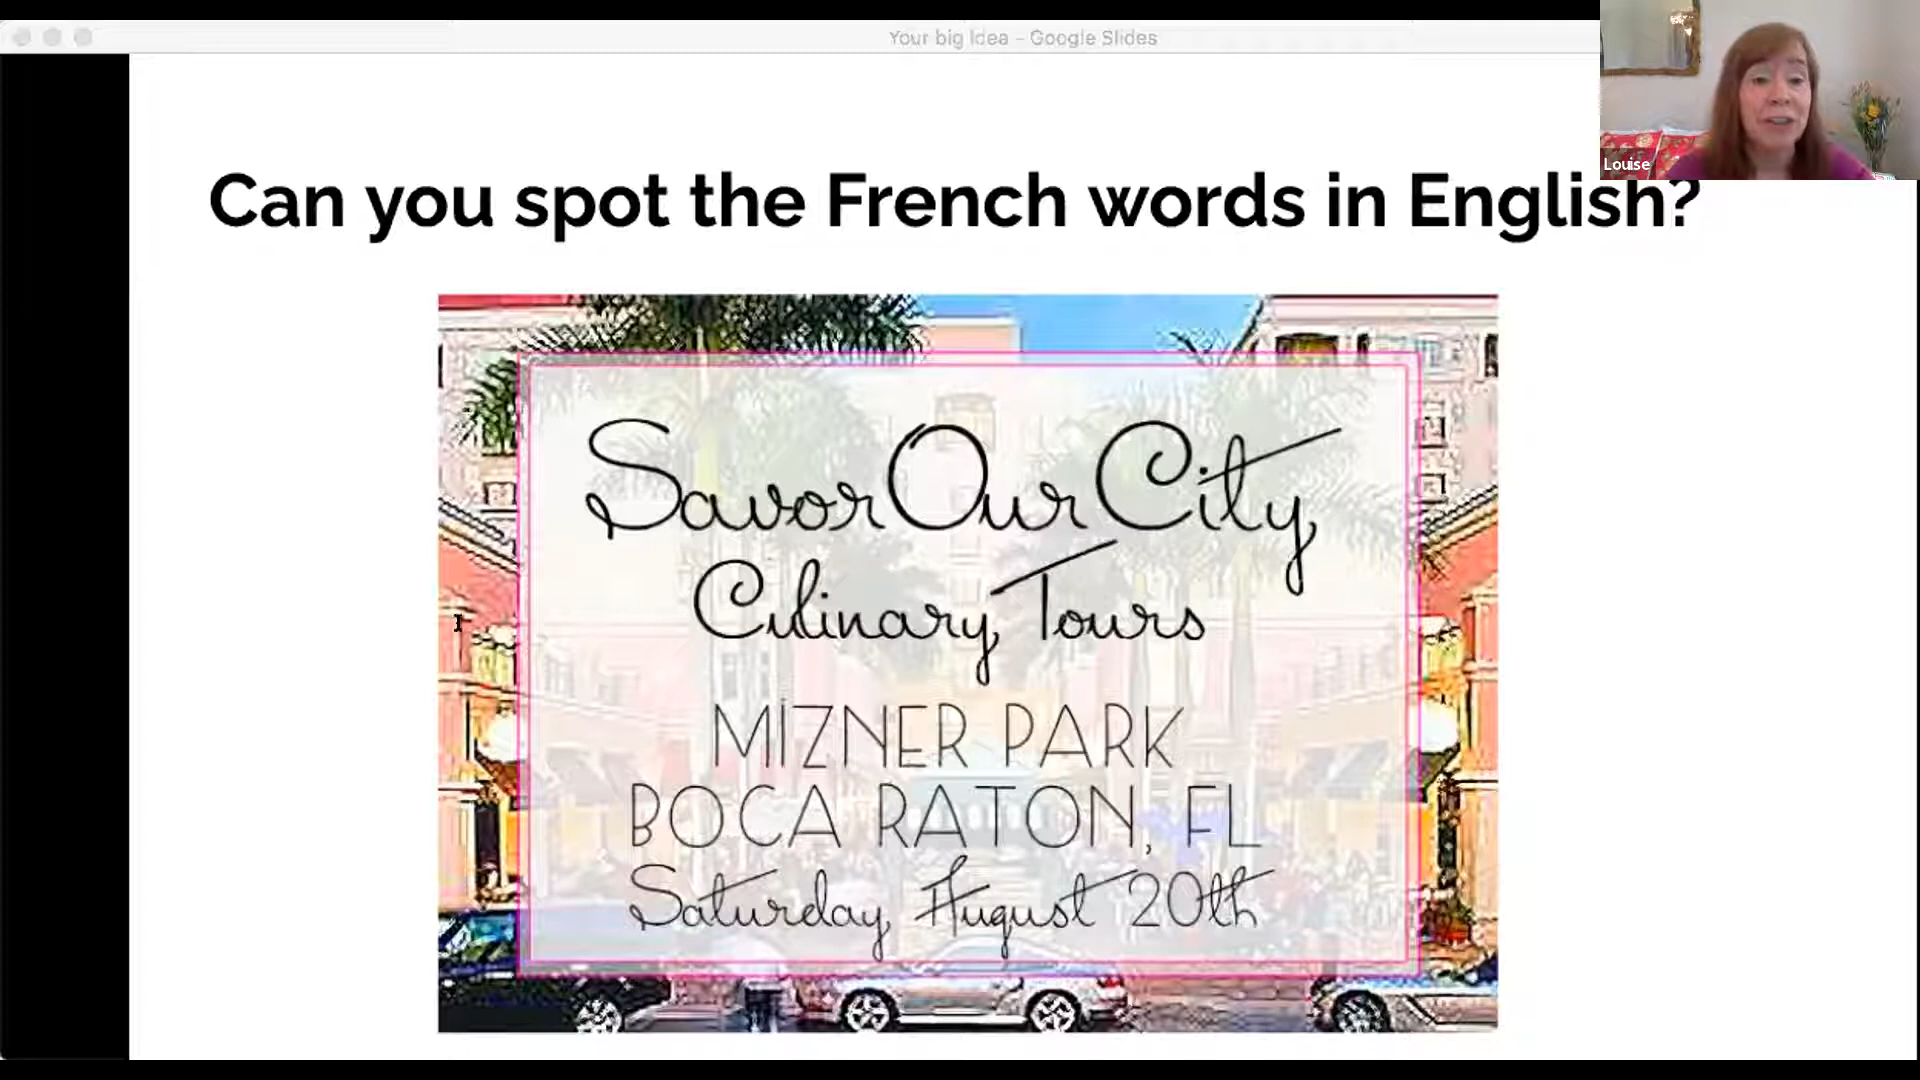 Your big Idea - Google Slides
Louise
Can you spot the French words in English?
Savor Our City
Culinary Tours
MIZNER PARK
BOCA RATON, FL
Saturday August 20th